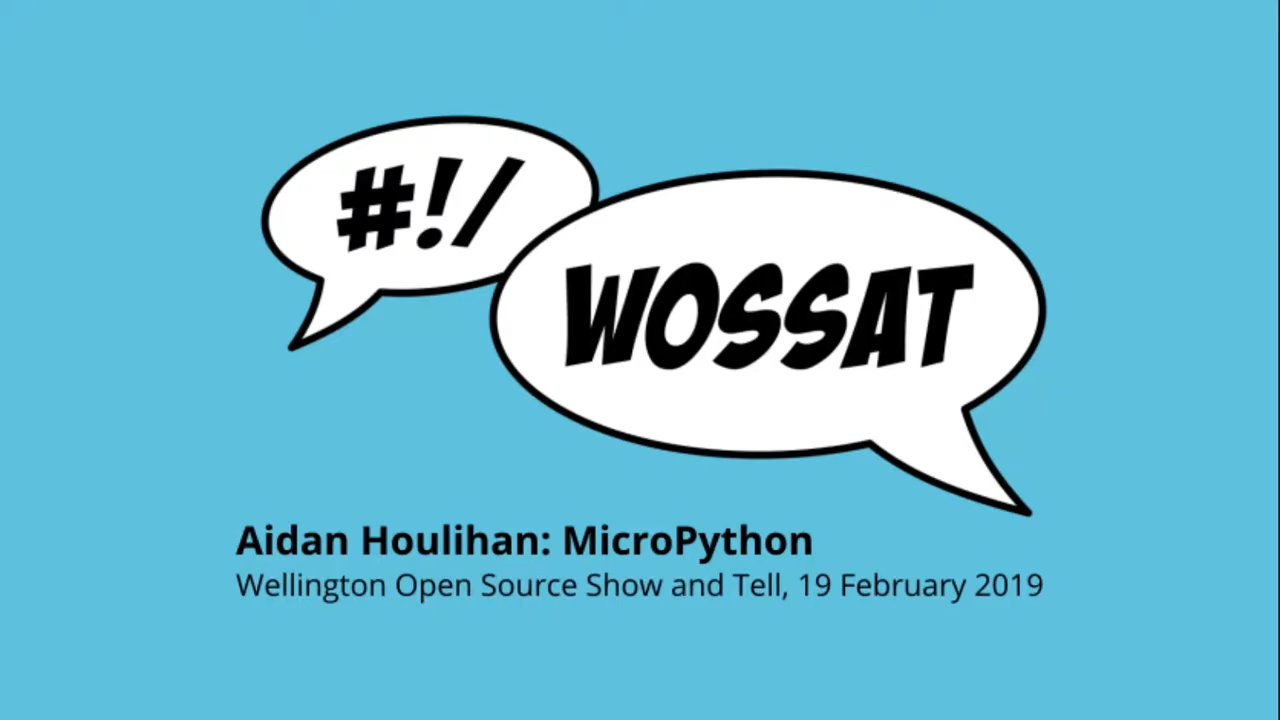 #!/
WOSSAT
Aidan Houlihan: MicroPython
Wellington Open Source Show and Tell, 19 February 2019